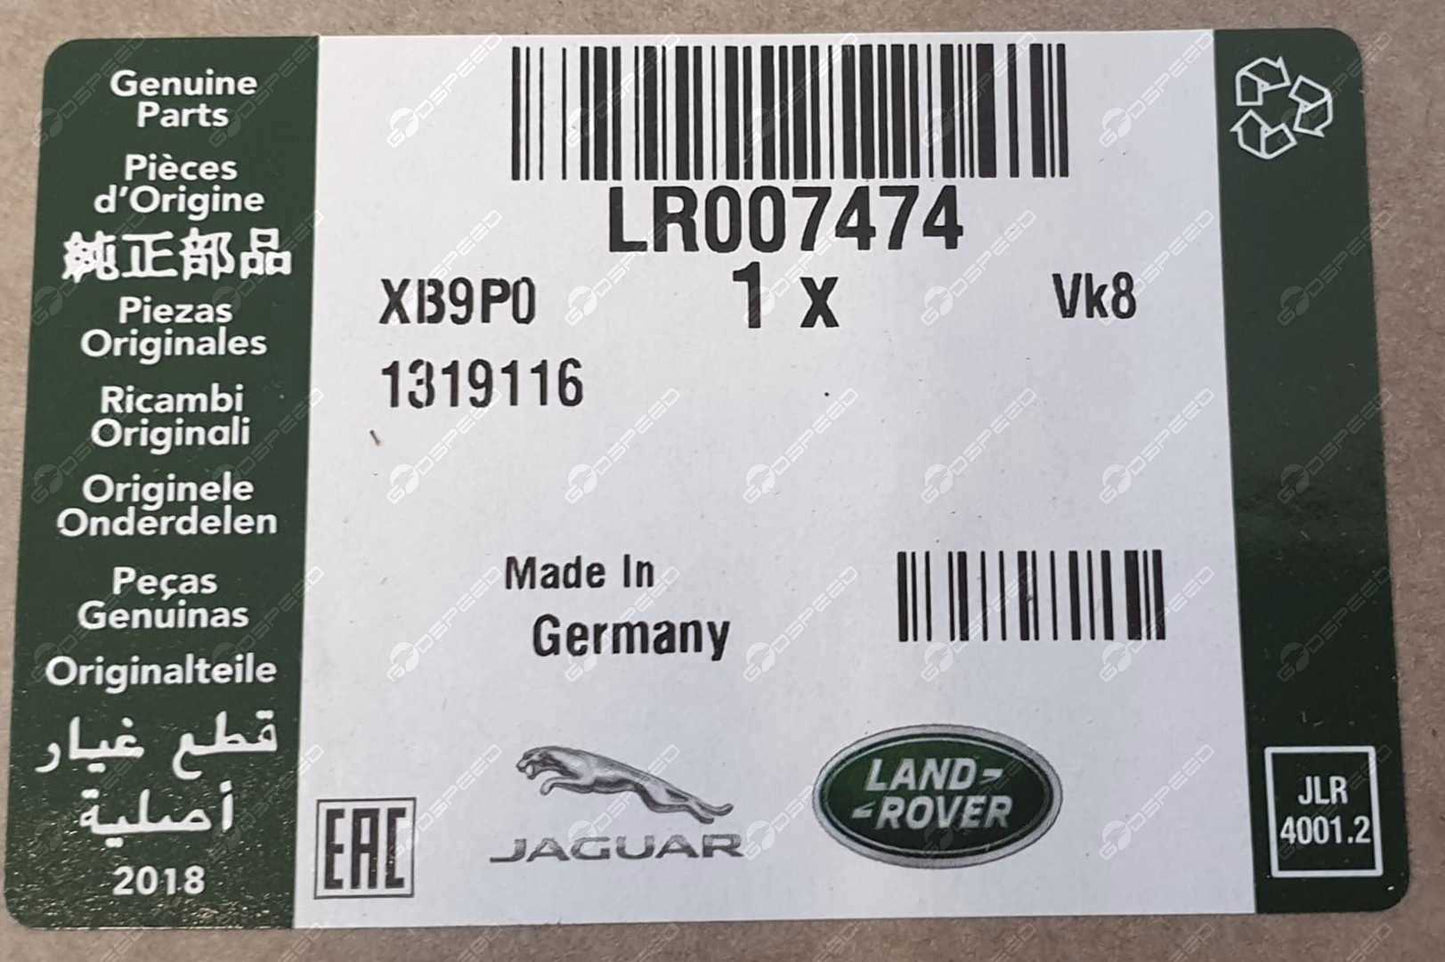 Genuine
Parts
Pièces
d'Origine
純正部品
Piezas
Originales
Ricambi
Originali
Originele
Onderdelen
Peças
Genuinas
Originalteile
قطع غيار
أصلية
2018
LR007474
XB9P0 1 x Vk8
1319116
Made In
Germany
EAC
JAGUAR
LAND-
-ROVER
JLR
4001.2
GODSPEED